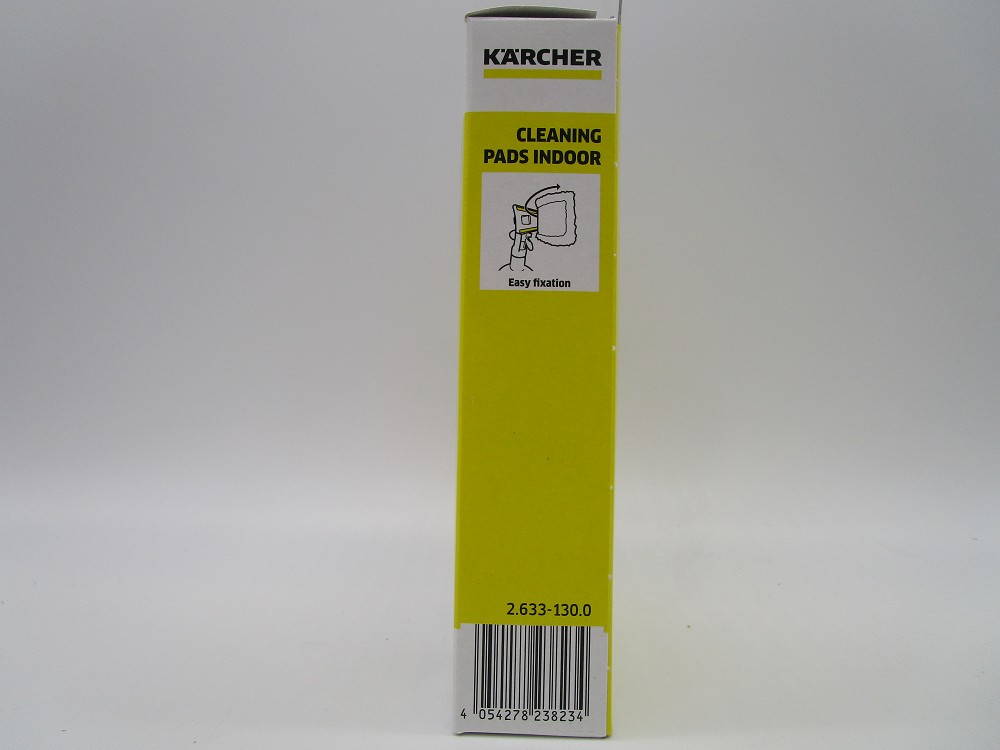 KÄRCHER
CLEANING
PADS INDOOR
Easy fixation
2.633-130.0
4 054278 238234